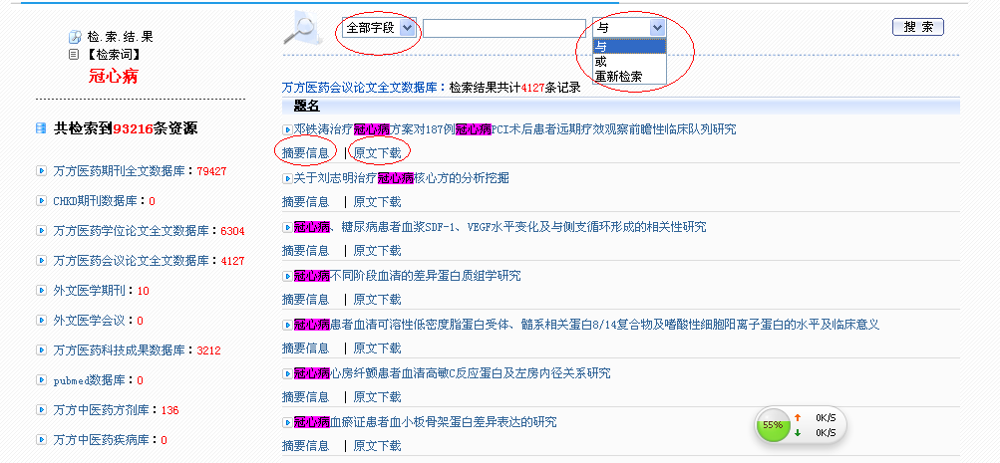 检.索.结.果
【检索词】
冠心病
共检索到93216条资源
万方医药期刊全文数据库：79427
CHKD期刊数据库：0
万方医药学位论文全文数据库：6304
万方医药会议论文全文数据库：4127
外文医学期刊：10
外文医学会议：0
万方医药科技成果数据库：3212
pubmed数据库：0
万方中医药方剂库：136
万方中医药疾病库：0
全部字段
与
与
或
重新检索
搜 索
万方医药会议论文全文数据库：检索结果共计4127条记录
题名
邓铁涛治疗冠心病方案对187例冠心病PCI术后患者远期疗效观察前瞻性临床队列研究
摘要信息 | 原文下载
关于刘志明治疗冠心病核心方的分析挖掘
摘要信息 | 原文下载
冠心病、糖尿病患者血浆SDF-1、VEGF水平变化及与侧支循环形成的相关性研究
摘要信息 | 原文下载
冠心病不同阶段血清的差异蛋白质组学研究
摘要信息 | 原文下载
冠心病患者血清可溶性低密度脂蛋白受体、髓系相关蛋白8/14复合物及嗜酸性细胞阳离子蛋白的水平及临床意义
摘要信息 | 原文下载
冠心病心房纤颤患者血清高敏C反应蛋白及左房内径关系研究
摘要信息 | 原文下载
冠心病血瘀证患者血小板骨架蛋白差异表达的研究
摘要信息 | 原文下载
55%
0K/S
0K/S